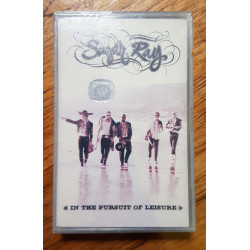 Sugar Ray
IN THE PURSUIT OF LEISURE